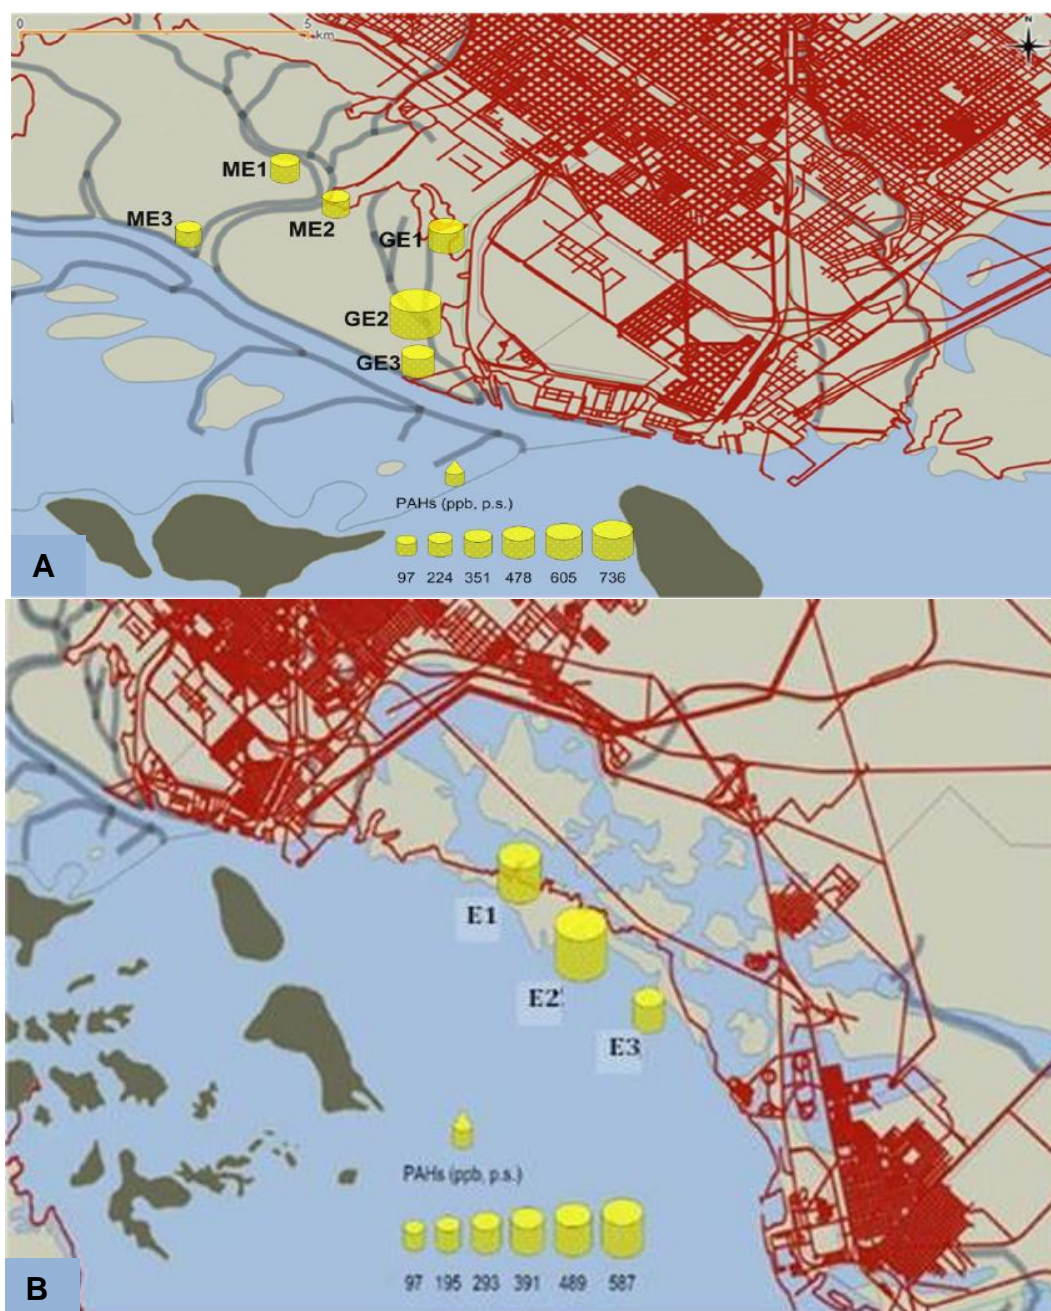 0 5
km
N
ME1
ME3
ME2
GE1
GE2
GE3
PAHs (ppb, p.s.)
97 224 351 478 605 736
A
E1
E2
E3
PAHs (ppb, p.s.)
97 195 293 391 489 587
B